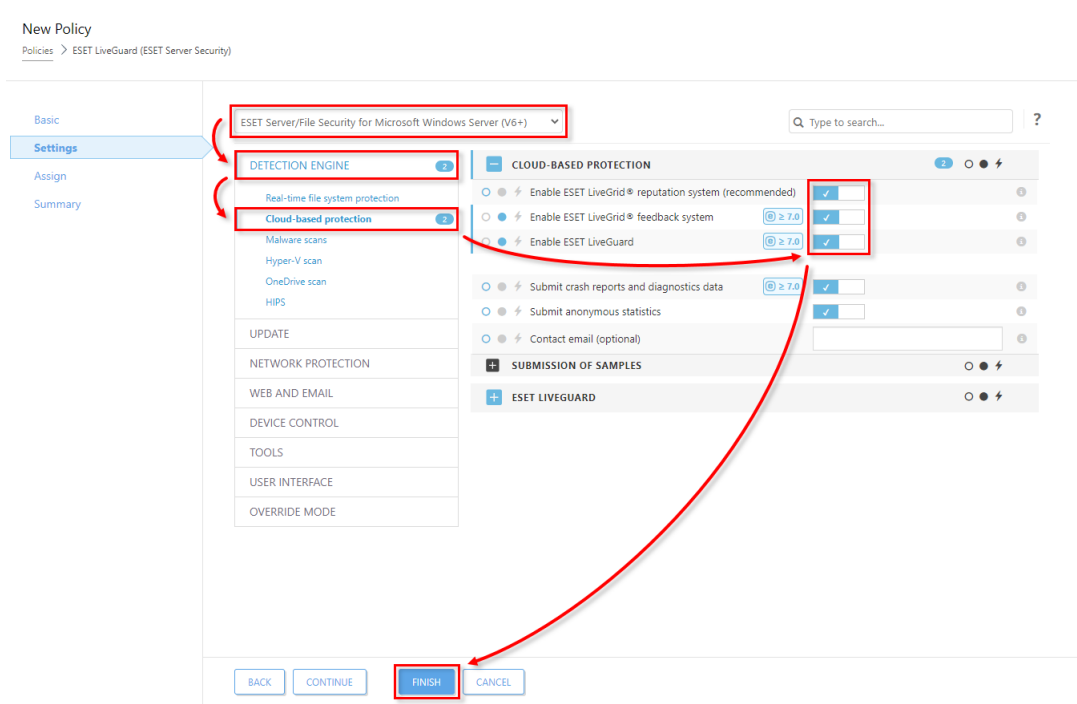 New Policy
Policies > ESET LiveGuard (ESET Server Security)
Basic
Settings
Assign
Summary
ESET Server/File Security for Microsoft Windows Server (V6+)
Type to search...
?
DETECTION ENGINE 2
Real-time file system protection
Cloud-based protection 2
Malware scans
Hyper-V scan
OneDrive scan
HIPS
UPDATE
NETWORK PROTECTION
WEB AND EMAIL
DEVICE CONTROL
TOOLS
USER INTERFACE
OVERRIDE MODE
CLOUD-BASED PROTECTION 2
Enable ESET LiveGrid® reputation system (recommended)
Enable ESET LiveGrid® feedback system ≥ 7.0
Enable ESET LiveGuard ≥ 7.0
Submit crash reports and diagnostics data ≥ 7.0
Submit anonymous statistics
Contact email (optional)
SUBMISSION OF SAMPLES
ESET LIVEGUARD
BACK CONTINUE FINISH CANCEL